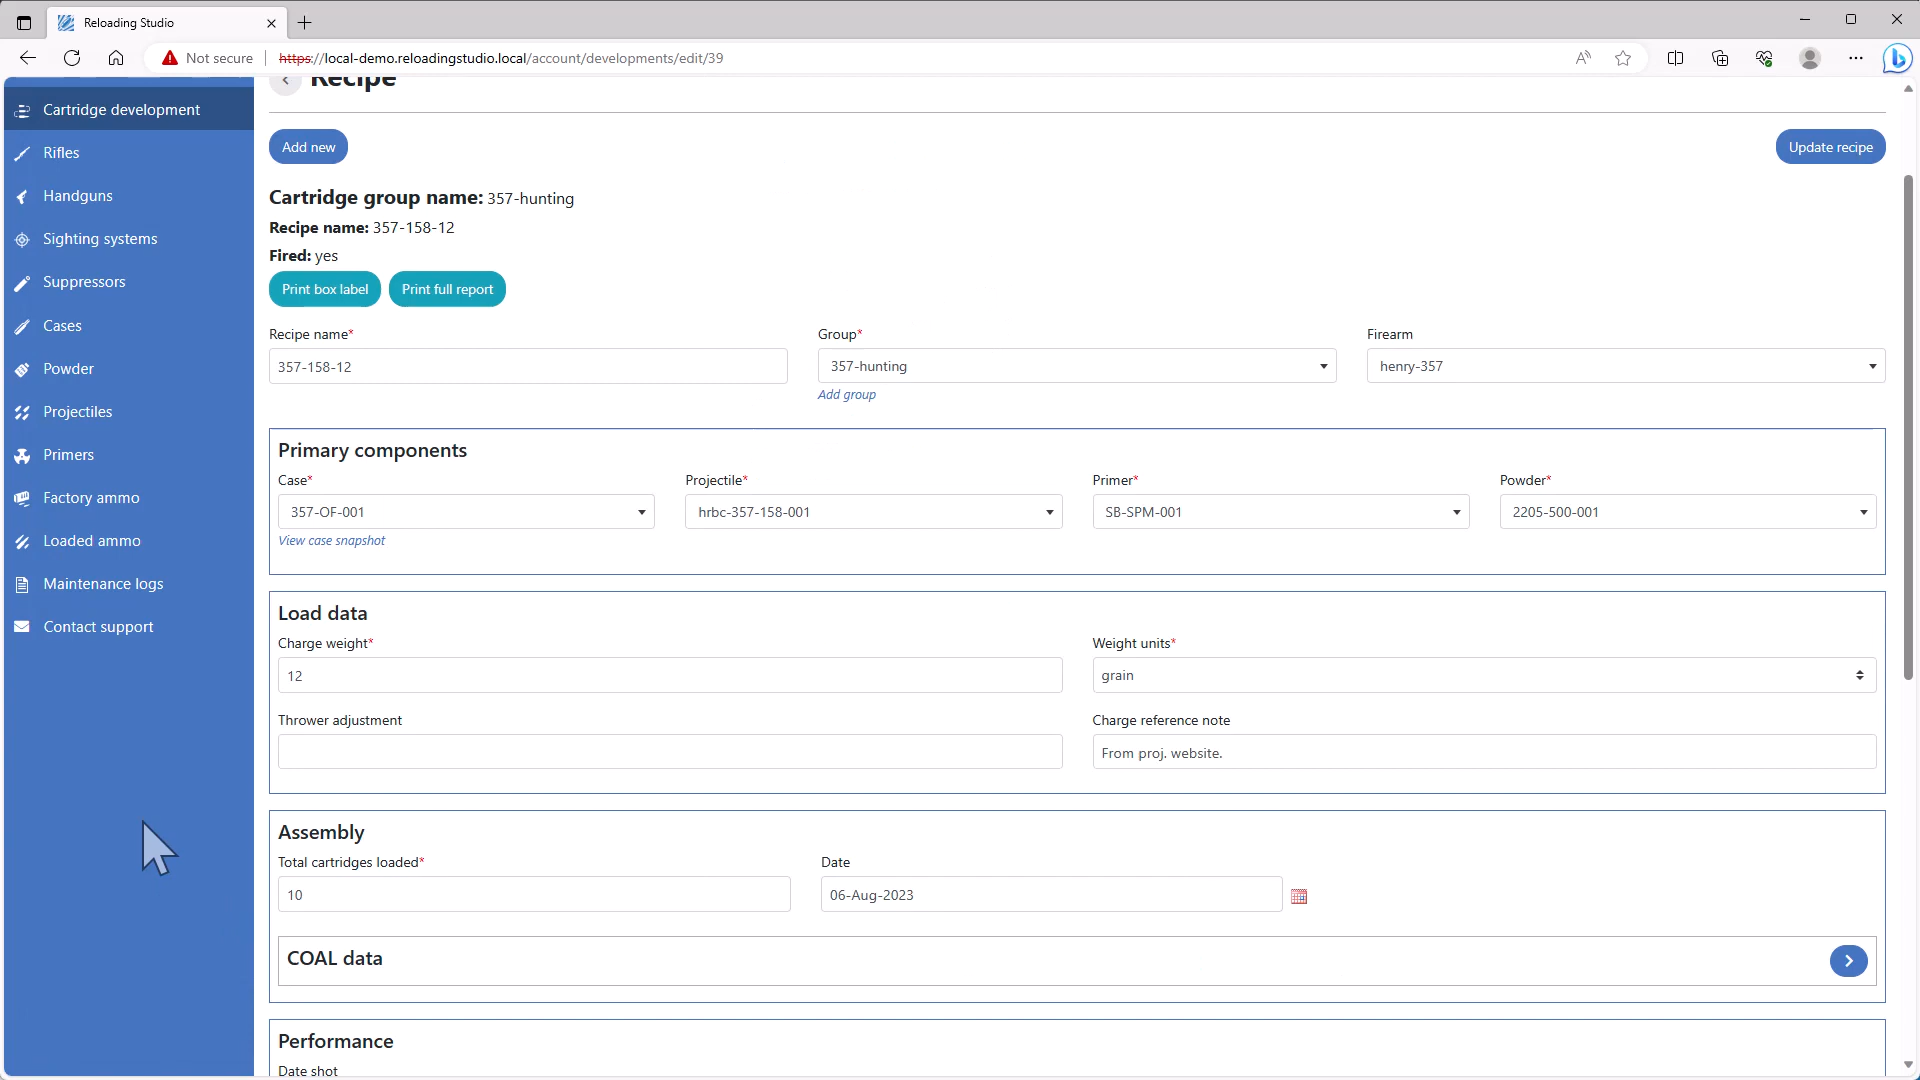 Reloading Studio
Not secure
https://local-demo.reloadingstudio.local/account/developments/edit/39
Recipe
Cartridge development
Rifles
Handguns
Sighting systems
Suppressors
Cases
Powder
Projectiles
Primers
Factory ammo
Loaded ammo
Maintenance logs
Contact support
Add new
Update recipe
Cartridge group name: 357-hunting
Recipe name: 357-158-12
Fired: yes
Print box label
Print full report
Recipe name*
Group*
Firearm
357-158-12
357-hunting
henry-357
Add group
Primary components
Case*
Projectile*
Primer*
Powder*
357-OF-001
hrbc-357-158-001
SB-SPM-001
2205-500-001
View case snapshot
Load data
Charge weight*
Weight units*
12
grain
Thrower adjustment
Charge reference note
From proj. website.
Assembly
Total cartridges loaded*
Date
10
06-Aug-2023
COAL data
Performance
Date shot